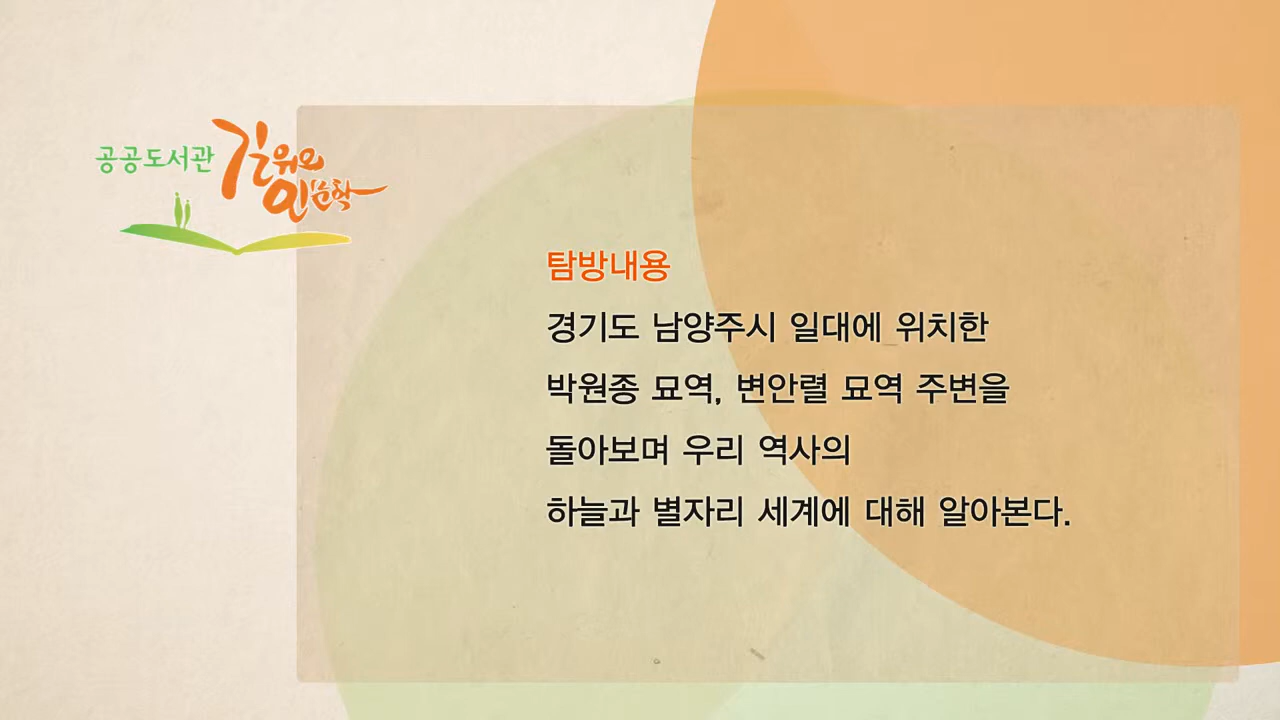 공공도서관 길 위의
인문학
탐방내용
경기도 남양주시 일대에 위치한
박원종 묘역, 변안렬 묘역 주변을
돌아보며 우리 역사의
하늘과 별자리 세계에 대해 알아본다.